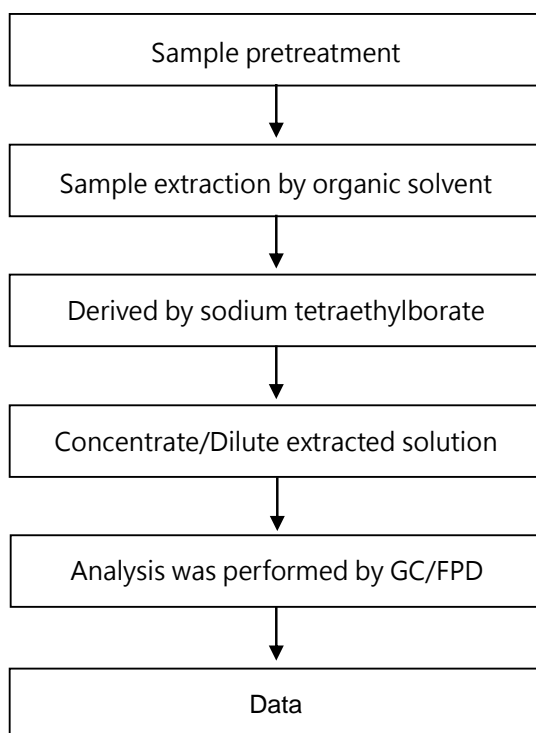 Sample pretreatment
Sample extraction by organic solvent
Derived by sodium tetraethylborate
Concentrate/Dilute extracted solution
Analysis was performed by GC/FPD
Data